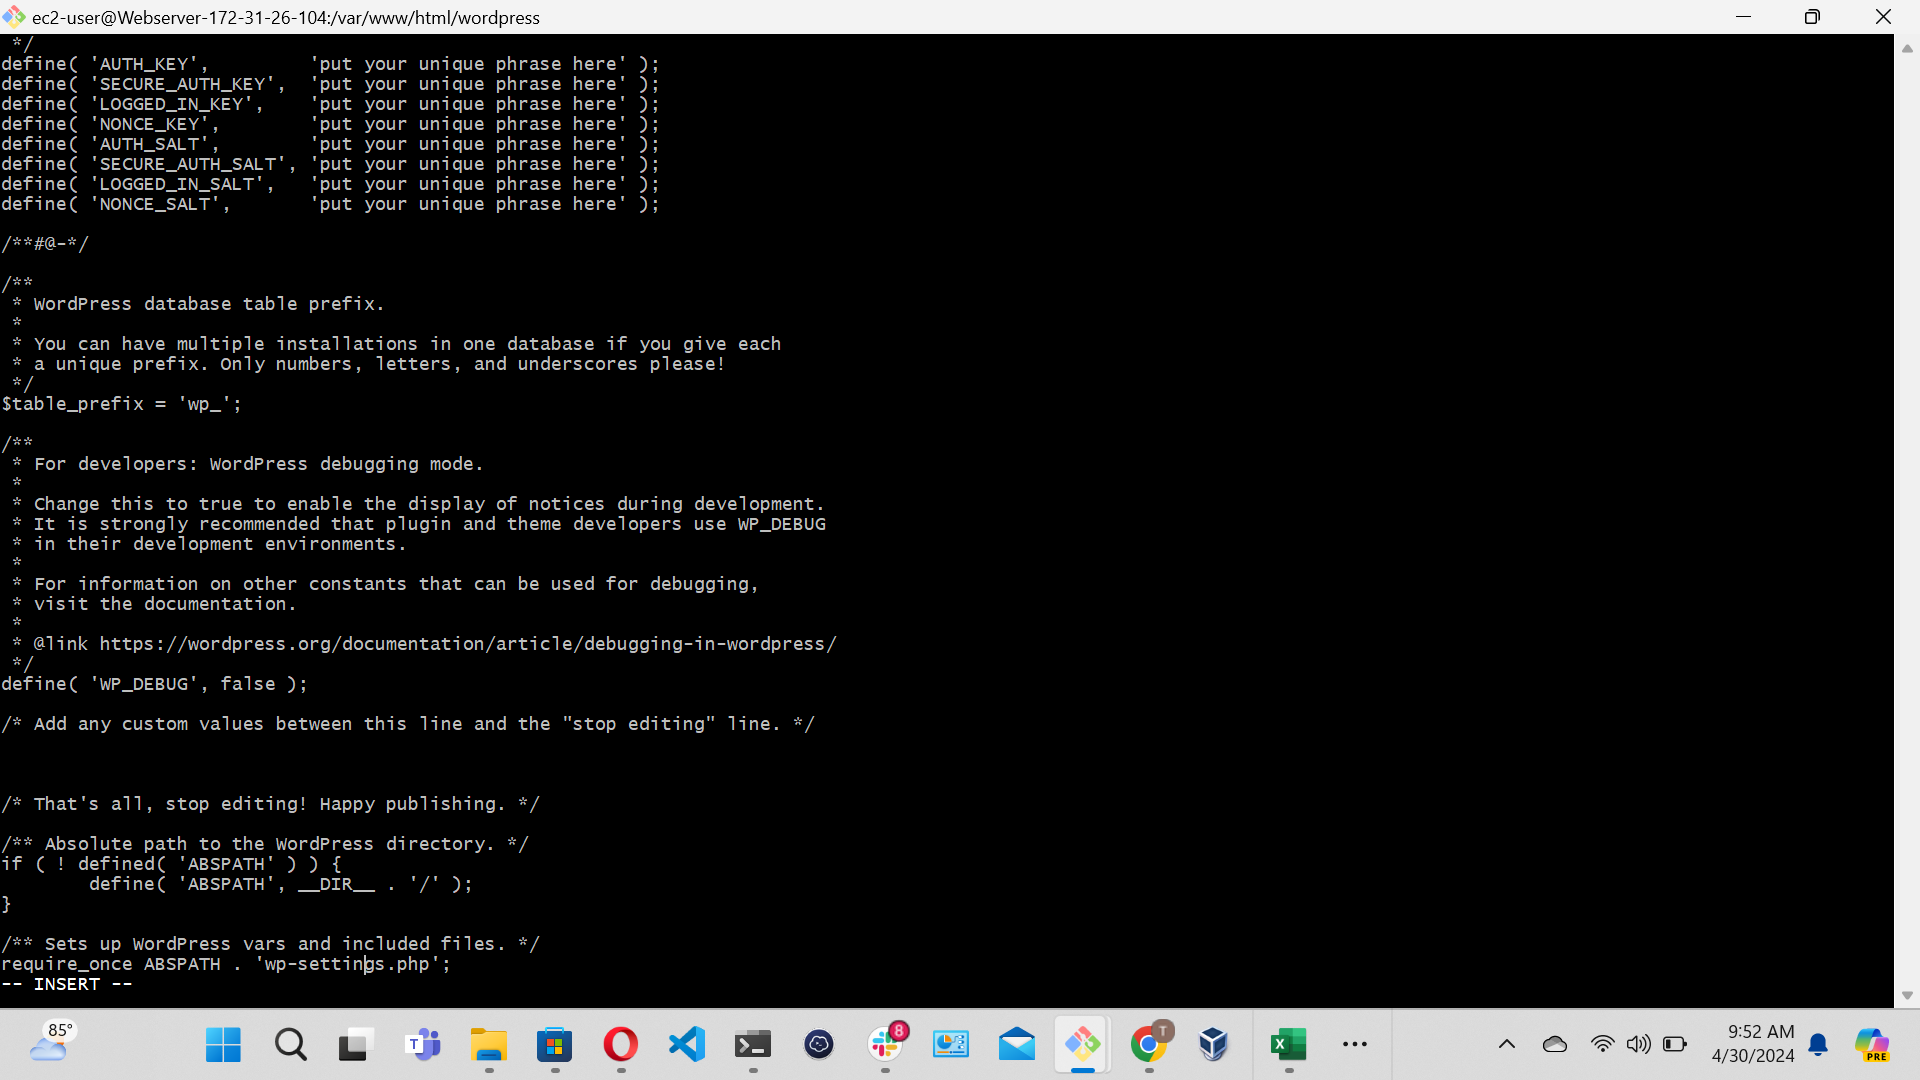 ec2-user@Webserver-172-31-26-104:/var/www/html/wordpress
 */
define( 'AUTH_KEY',         'put your unique phrase here' );
define( 'SECURE_AUTH_KEY',  'put your unique phrase here' );
define( 'LOGGED_IN_KEY',    'put your unique phrase here' );
define( 'NONCE_KEY',        'put your unique phrase here' );
define( 'AUTH_SALT',        'put your unique phrase here' );
define( 'SECURE_AUTH_SALT', 'put your unique phrase here' );
define( 'LOGGED_IN_SALT',   'put your unique phrase here' );
define( 'NONCE_SALT',       'put your unique phrase here' );

/**#@-*/

/**
 * WordPress database table prefix.
 *
 * You can have multiple installations in one database if you give each
 * a unique prefix. Only numbers, letters, and underscores please!
 */
$table_prefix = 'wp_';

/**
 * For developers: WordPress debugging mode.
 *
 * Change this to true to enable the display of notices during development.
 * It is strongly recommended that plugin and theme developers use WP_DEBUG
 * in their development environments.
 *
 * For information on other constants that can be used for debugging,
 * visit the documentation.
 *
 * @link https://wordpress.org/documentation/article/debugging-in-wordpress/
 */
define( 'WP_DEBUG', false );

/* Add any custom values between this line and the "stop editing" line. */

/* That's all, stop editing! Happy publishing. */

/** Absolute path to the WordPress directory. */
if ( ! defined( 'ABSPATH' ) ) {
        define( 'ABSPATH', __DIR__ . '/' );
}

/** Sets up WordPress vars and included files. */
require_once ABSPATH . 'wp-settings.php';
-- INSERT --
85°
T
8
T
X
9:52 AM
4/30/2024
PRE